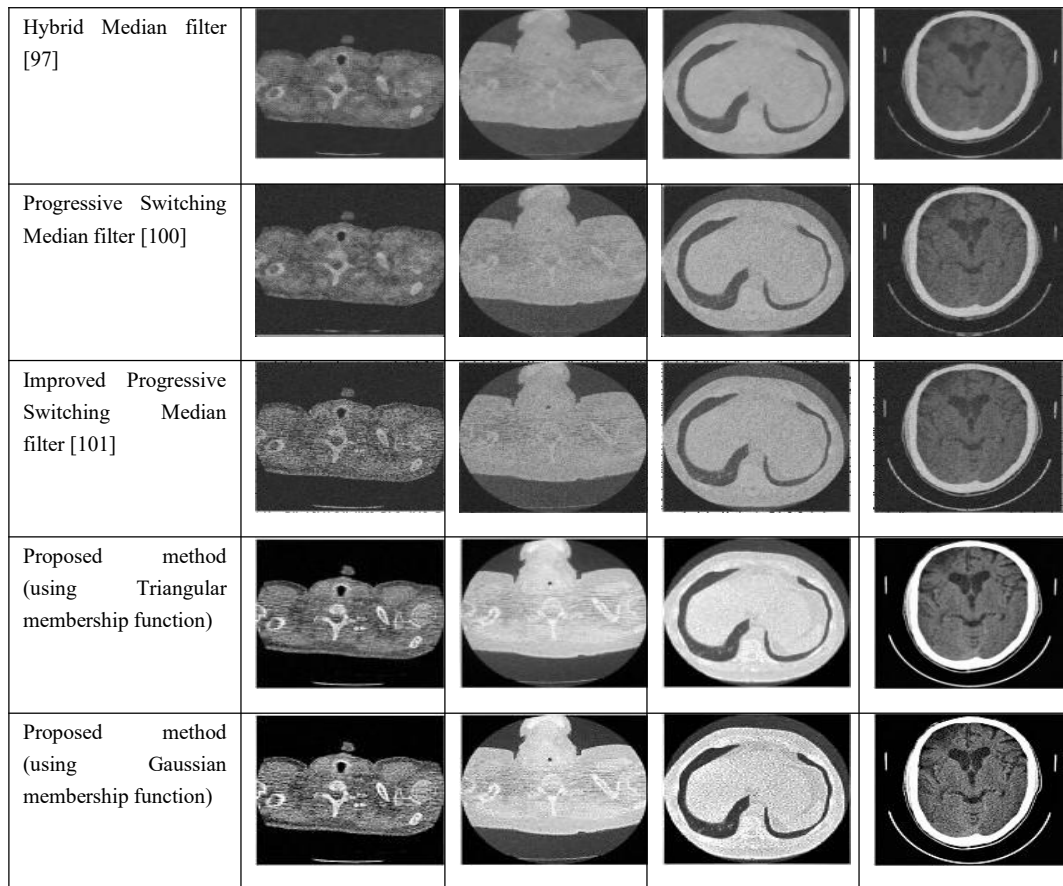 Hybrid Median filter
[97]
Progressive Switching
Median filter [100]
Improved Progressive
Switching Median
filter [101]
Proposed method
(using Triangular
membership function)
Proposed method
(using Gaussian
membership function)